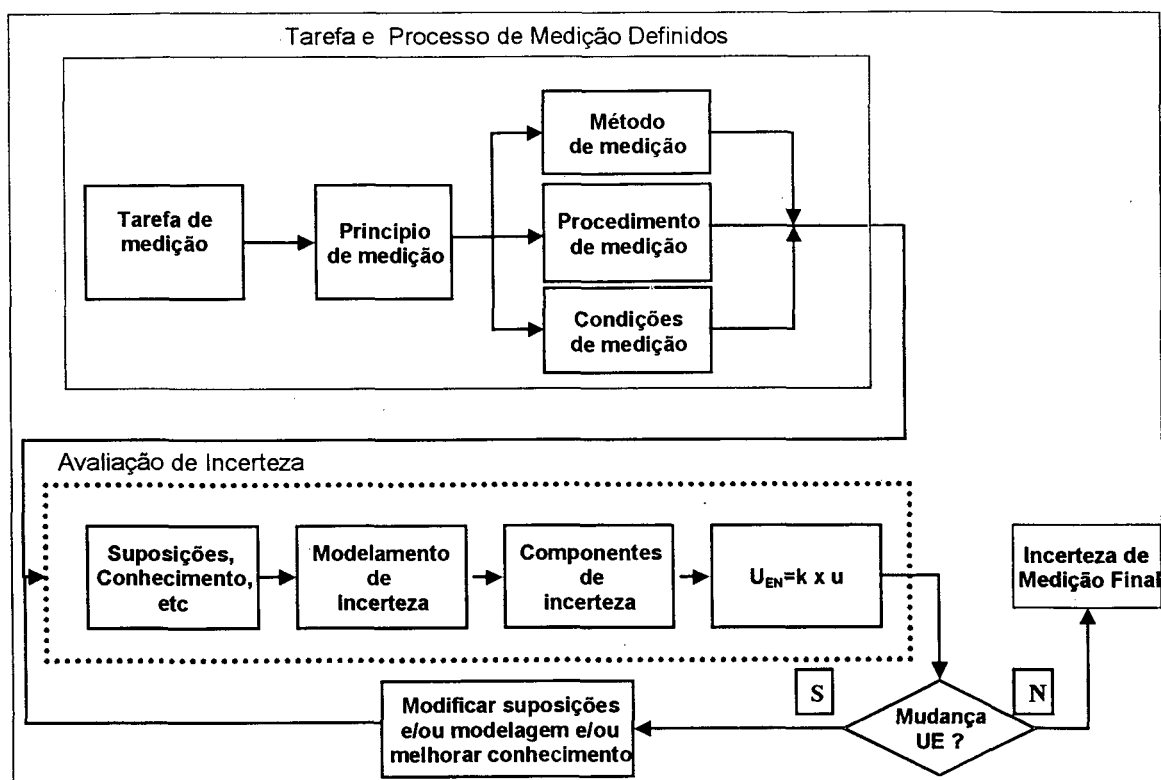 Tarefa e Processo de Medição Definidos
Tarefa de
medição
Principio
de medição
Método
de medição
Procedimento
de medição
Condições
de medição
Avaliação de Incerteza
Suposições,
Conhecimento,
etc
Modelamento
de
Incerteza
Componentes
de
incerteza
U_EN=k x u
Incerteza de
Medição Final
Modificar suposições
e/ou modelagem e/ou
melhorar conhecimento
S
Mudança
UE ?
N